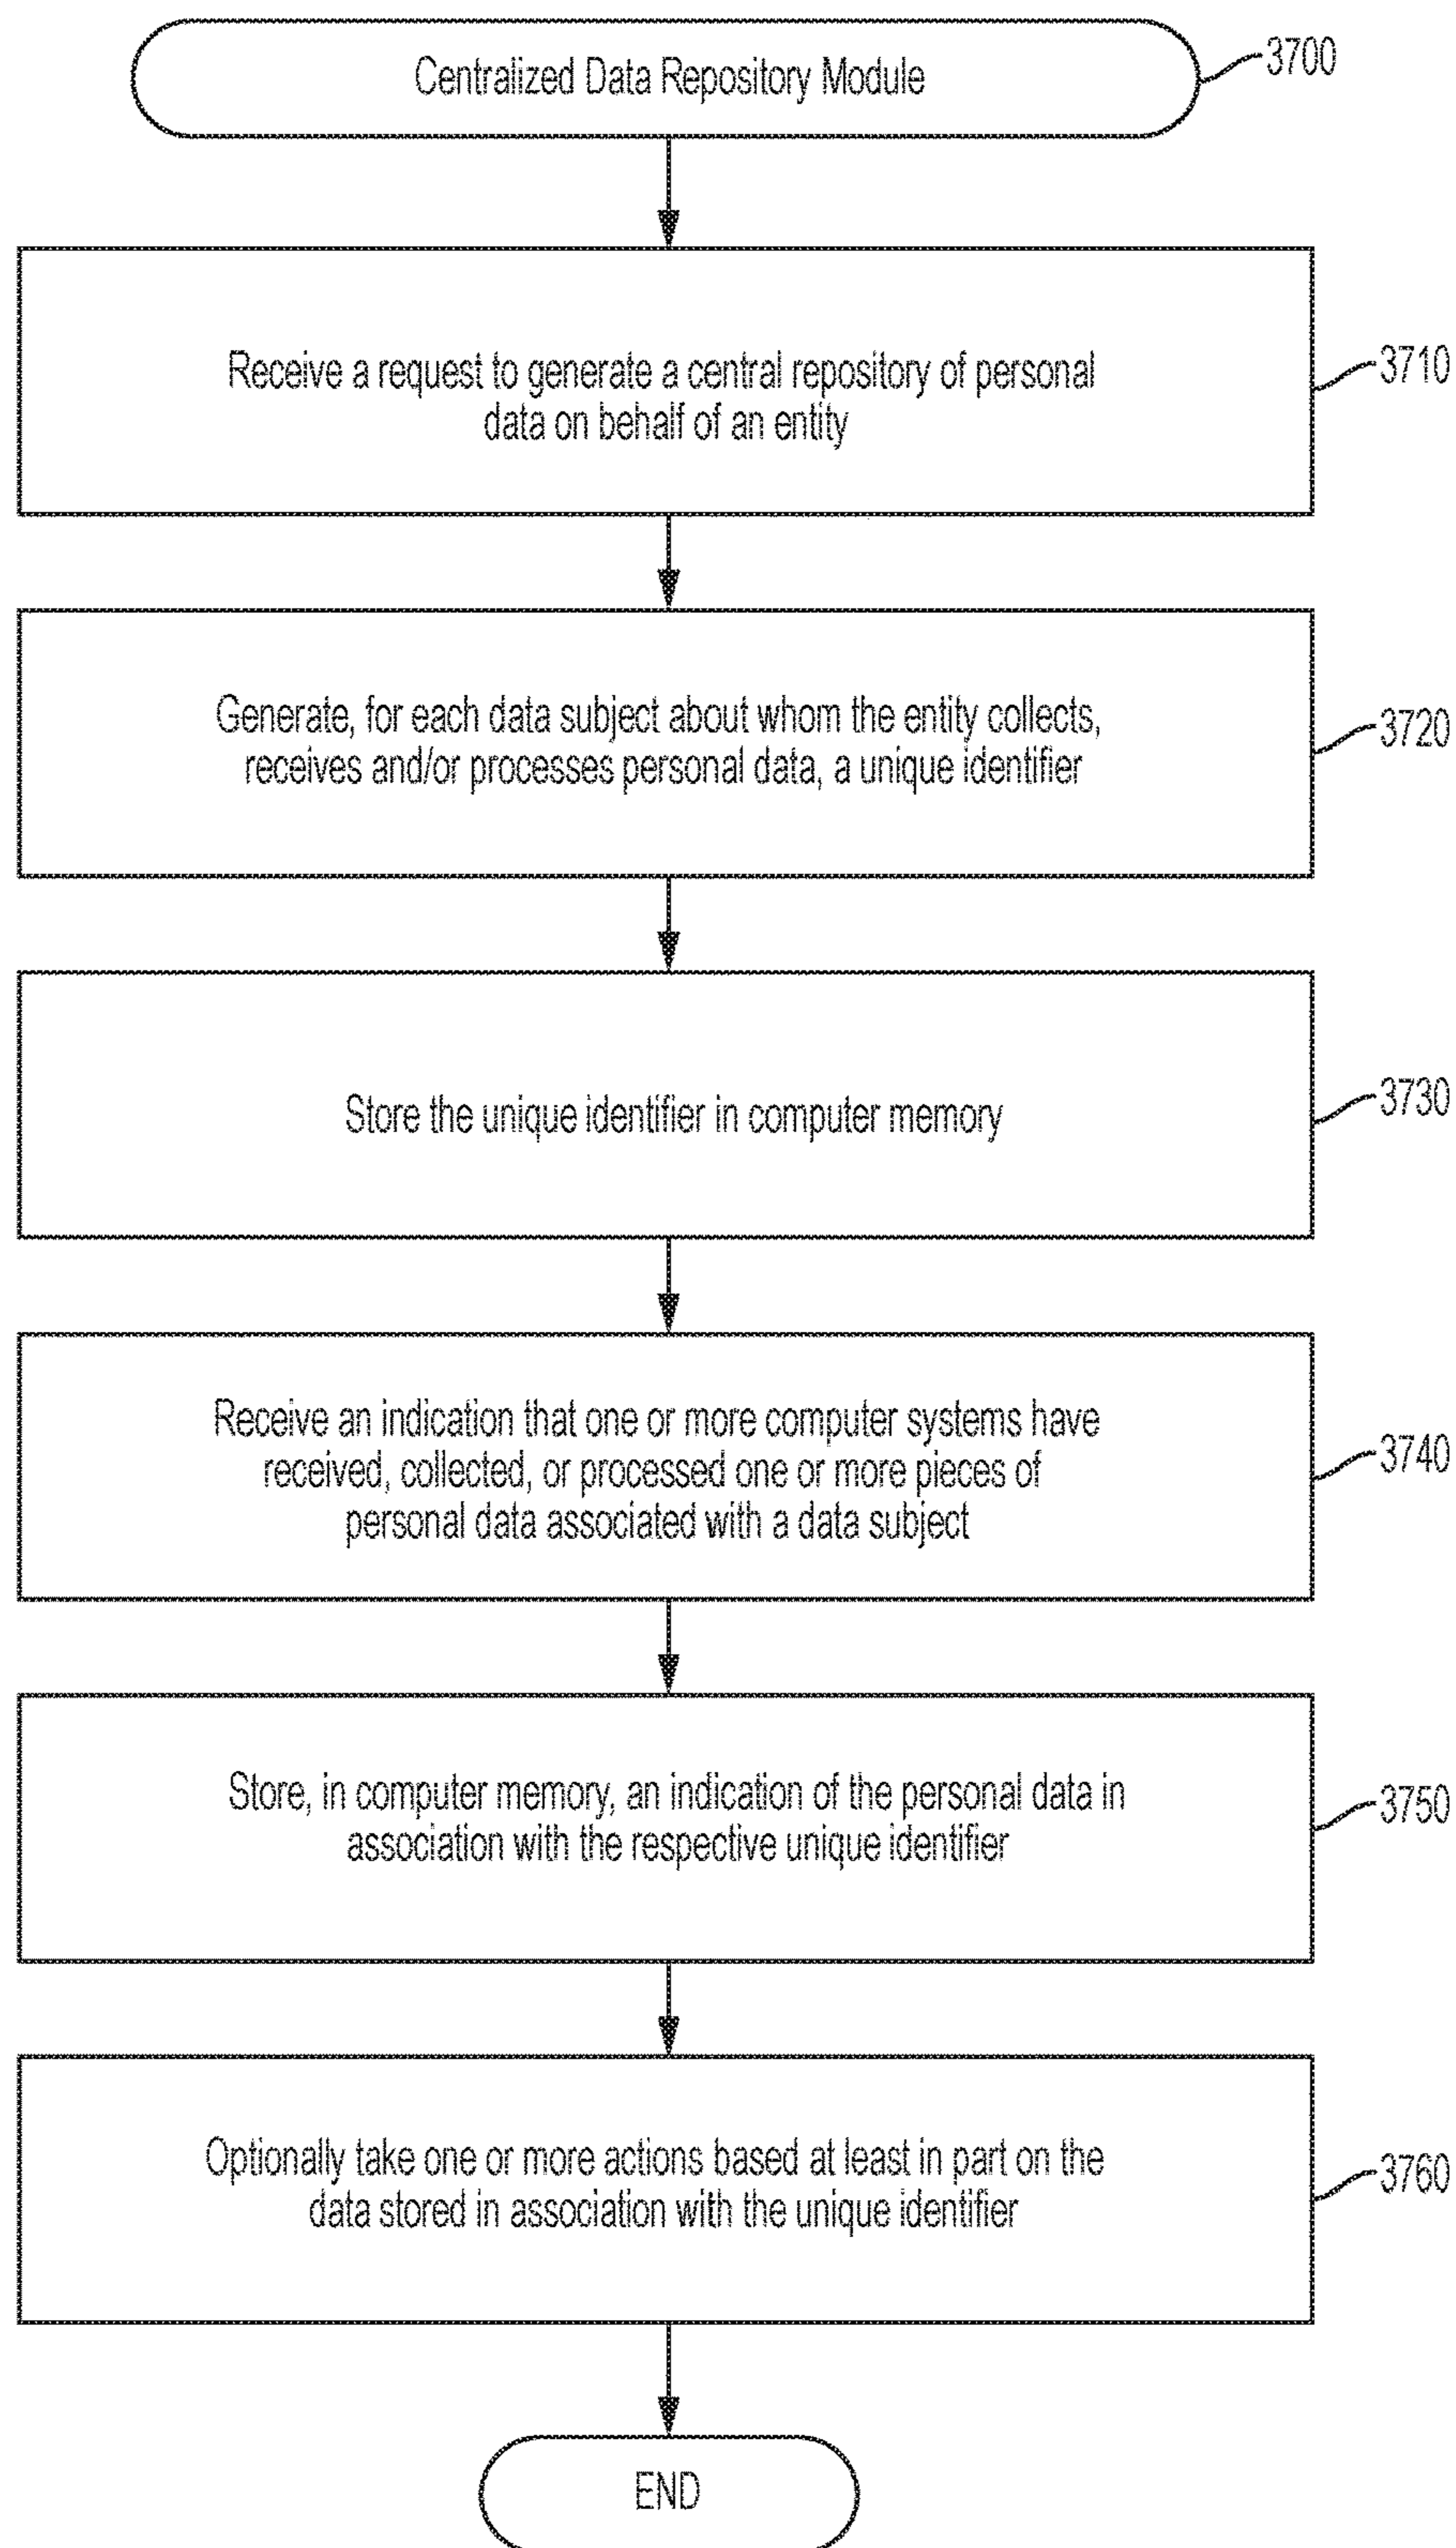 Centralized Data Repository Module
3700
Receive a request to generate a central repository of personal
data on behalf of an entity
3710
Generate, for each data subject about whom the entity collects,
receives and/or processes personal data, a unique identifier
3720
Store the unique identifier in computer memory
3730
Receive an indication that one or more computer systems have
received, collected, or processed one or more pieces of
personal data associated with a data subject
3740
Store, in computer memory, an indication of the personal data in
association with the respective unique identifier
3750
Optionally take one or more actions based at least in part on the
data stored in association with the unique identifier
3760
END